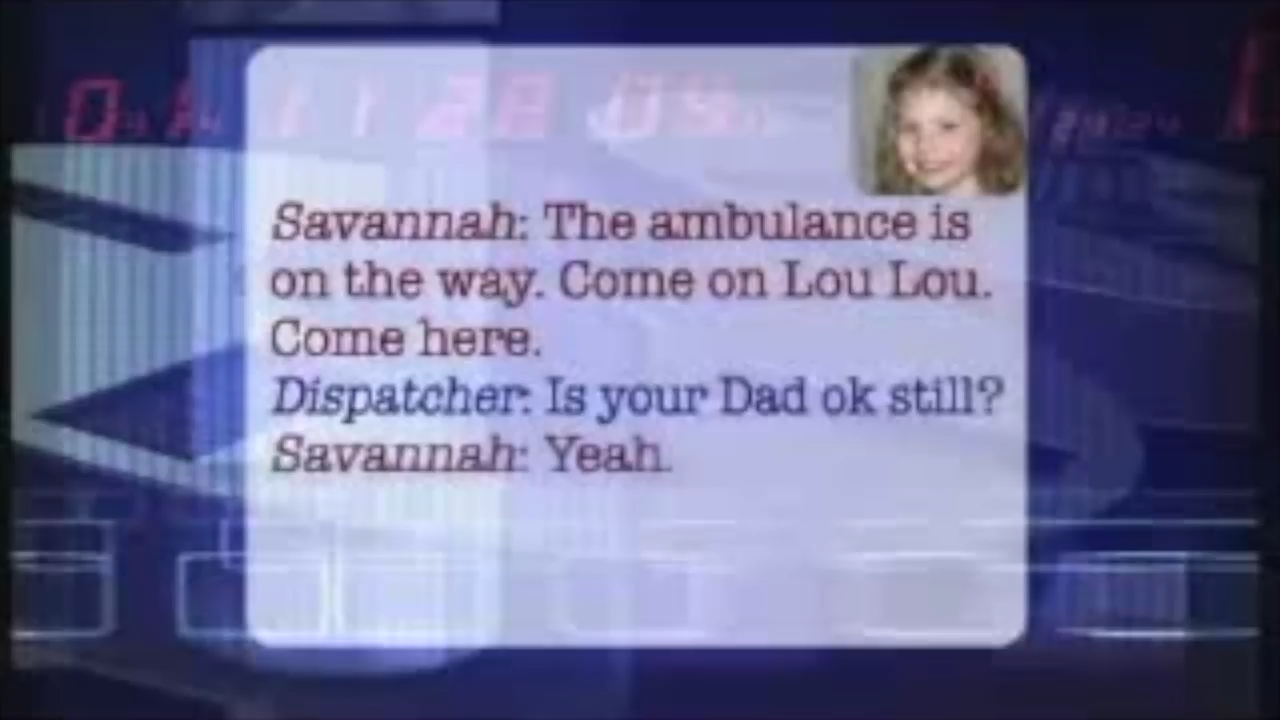 Savannah: The ambulance is
on the way. Come on Lou Lou.
Come here.
Dispatcher: Is your Dad ok still?
Savannah: Yeah.